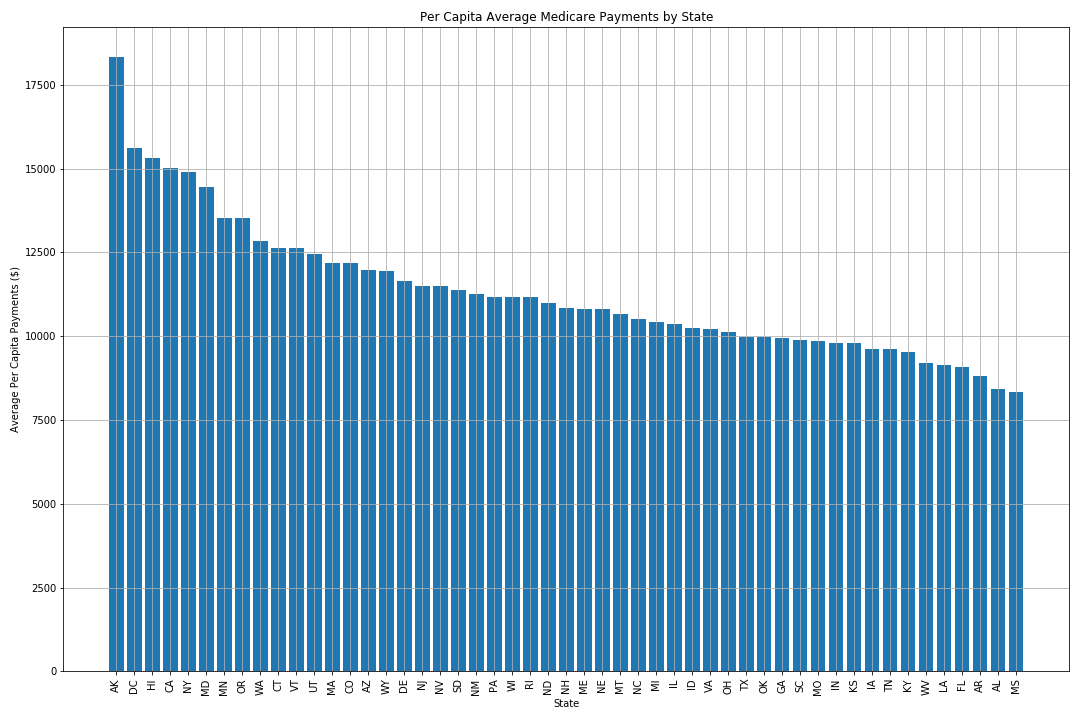 Per Capita Average Medicare Payments by State
Average Per Capita Payments ($)
17500
15000
12500
10000
7500
5000
2500
0
AK DC HI CA NY MD MN OR WA CT VT UT MA CO AZ WY DE NJ NV SD NM PA WI RI ND NH ME NE MT NC MI IL ID VA OH TX OK GA SC MO IN KS IA TN KY WV LA FL AR AL MS
State